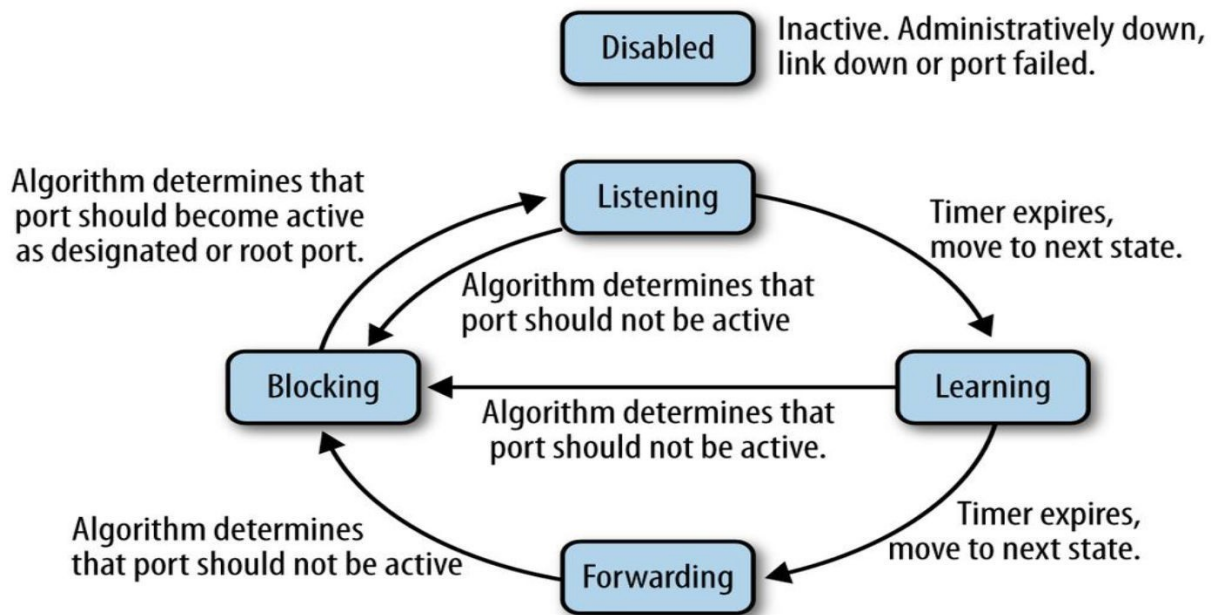 Disabled
Inactive. Administratively down,
link down or port failed.
Algorithm determines that
port should become active
as designated or root port.
Listening
Timer expires,
move to next state.
Algorithm determines that
port should not be active
Blocking
Learning
Algorithm determines that
port should not be active.
Algorithm determines
that port should not be active
Forwarding
Timer expires,
move to next state.